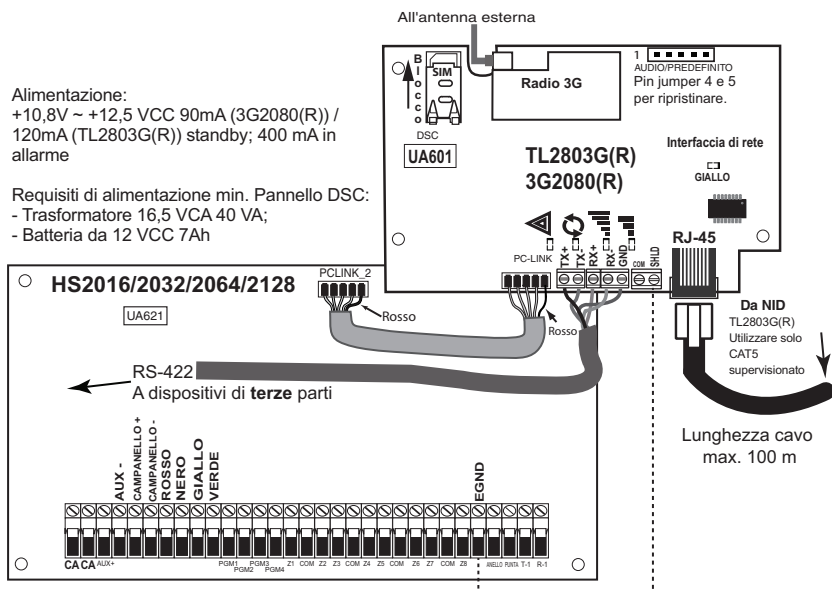 All'antenna esterna
Blocco
SIM
DSC
UA601
Radio 3G
1
AUDIO/PREDEFINITO
Pin jumper 4 e 5
per ripristinare.
Interfaccia di rete
GIALLO
TL2803G(R)
3G2080(R)
Alimentazione:
+10,8V ~ +12,5 VCC 90mA (3G2080(R)) /
120mA (TL2803G(R)) standby; 400 mA in
allarme
Requisiti di alimentazione min. Pannello DSC:
- Trasformatore 16,5 VCA 40 VA;
- Batteria da 12 VCC 7Ah
PC-LINK
TX+
TX-
RX+
RX-
GND
COM
SHLD
RJ-45
HS2016/2032/2064/2128
UA621
PCLINK_2
Rosso
Rosso
Da NID
TL2803G(R)
Utilizzare solo
CAT5
supervisionato
Lunghezza cavo
max. 100 m
RS-422
A dispositivi di terze parti
AUX -
CAMPANELLO +
CAMPANELLO -
ROSSO
NERO
GIALLO
VERDE
EGND
CA CA AUX+ PGM1 PGM2 PGM3 PGM4 Z1 COM Z2 Z3 COM Z4 Z5 COM Z6 Z7 COM Z8 ANELLO PUNTA T-1 R-1